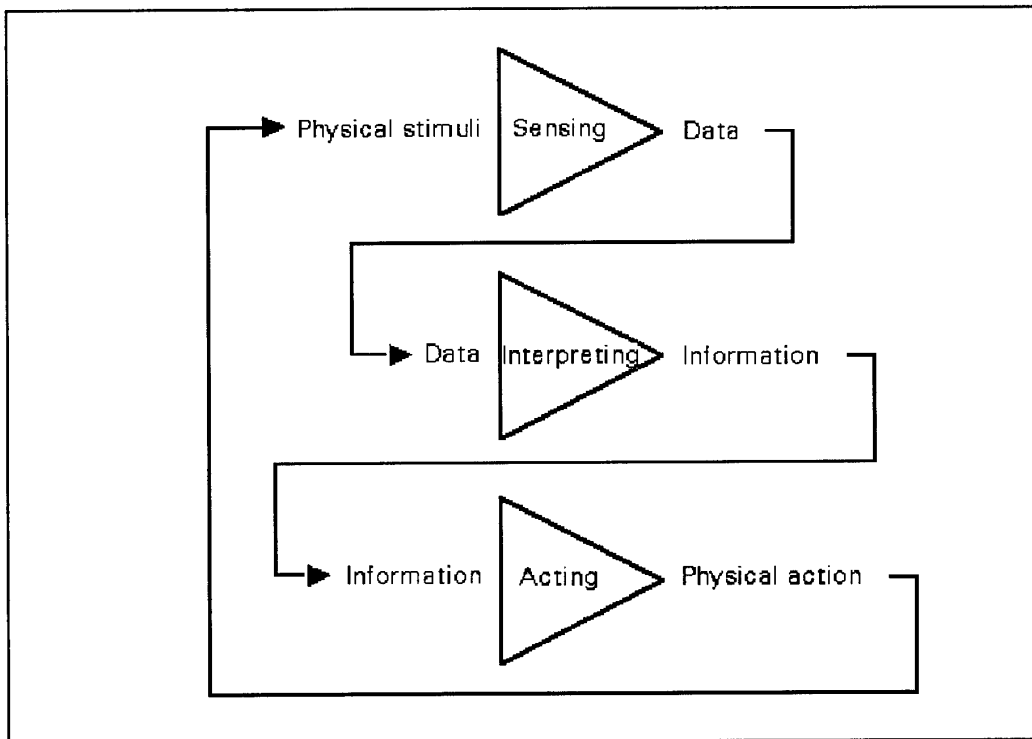 Physical stimuli Sensing Data
Data Interpreting Information
Information Acting Physical action